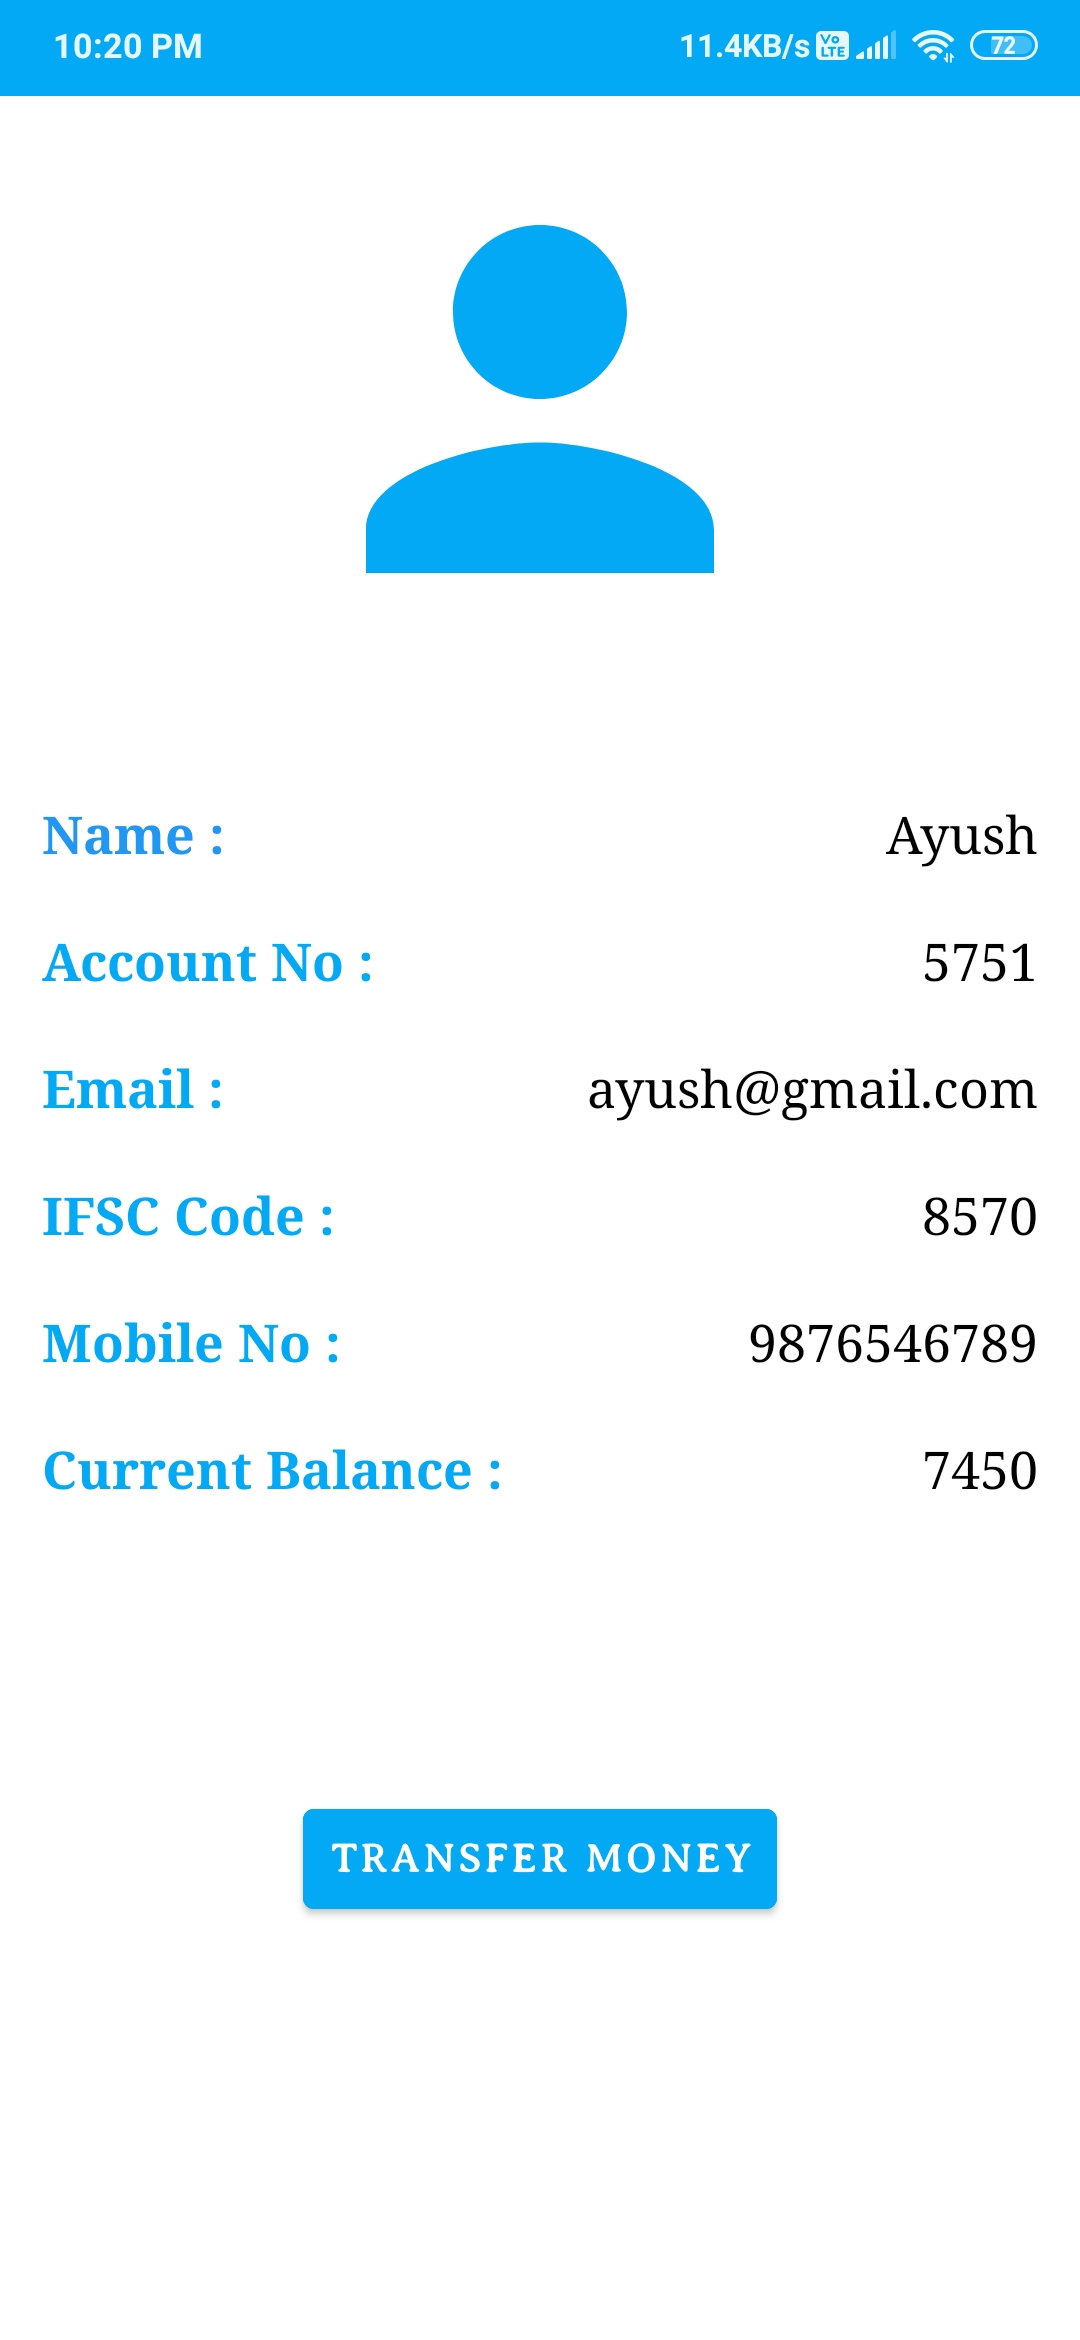 10:20 PM 11.4KB/s Vo LTE 72
Name : Ayush
Account No : 5751
Email : ayush@gmail.com
IFSC Code : 8570
Mobile No : 9876546789
Current Balance : 7450
TRANSFER MONEY